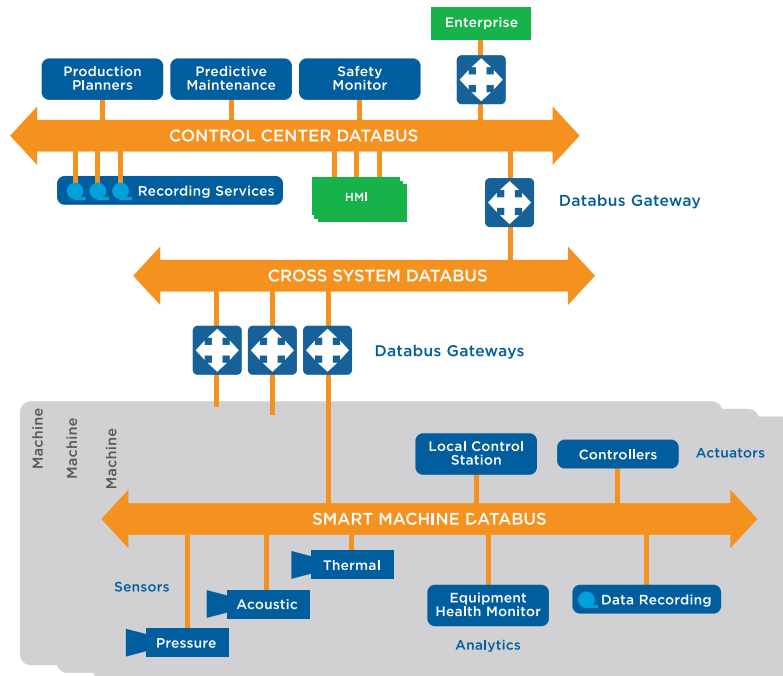 Enterprise
Production
Planners
Predictive
Maintenance
Safety
Monitor
CONTROL CENTER DATABUS
Recording Services
HMI
Databus Gateway
CROSS SYSTEM DATABUS
Databus Gateways
Machine
Machine
Machine
Local Control
Station
Controllers
Actuators
SMART MACHINE DATABUS
Sensors
Thermal
Acoustic
Pressure
Equipment
Health Monitor
Data Recording
Analytics